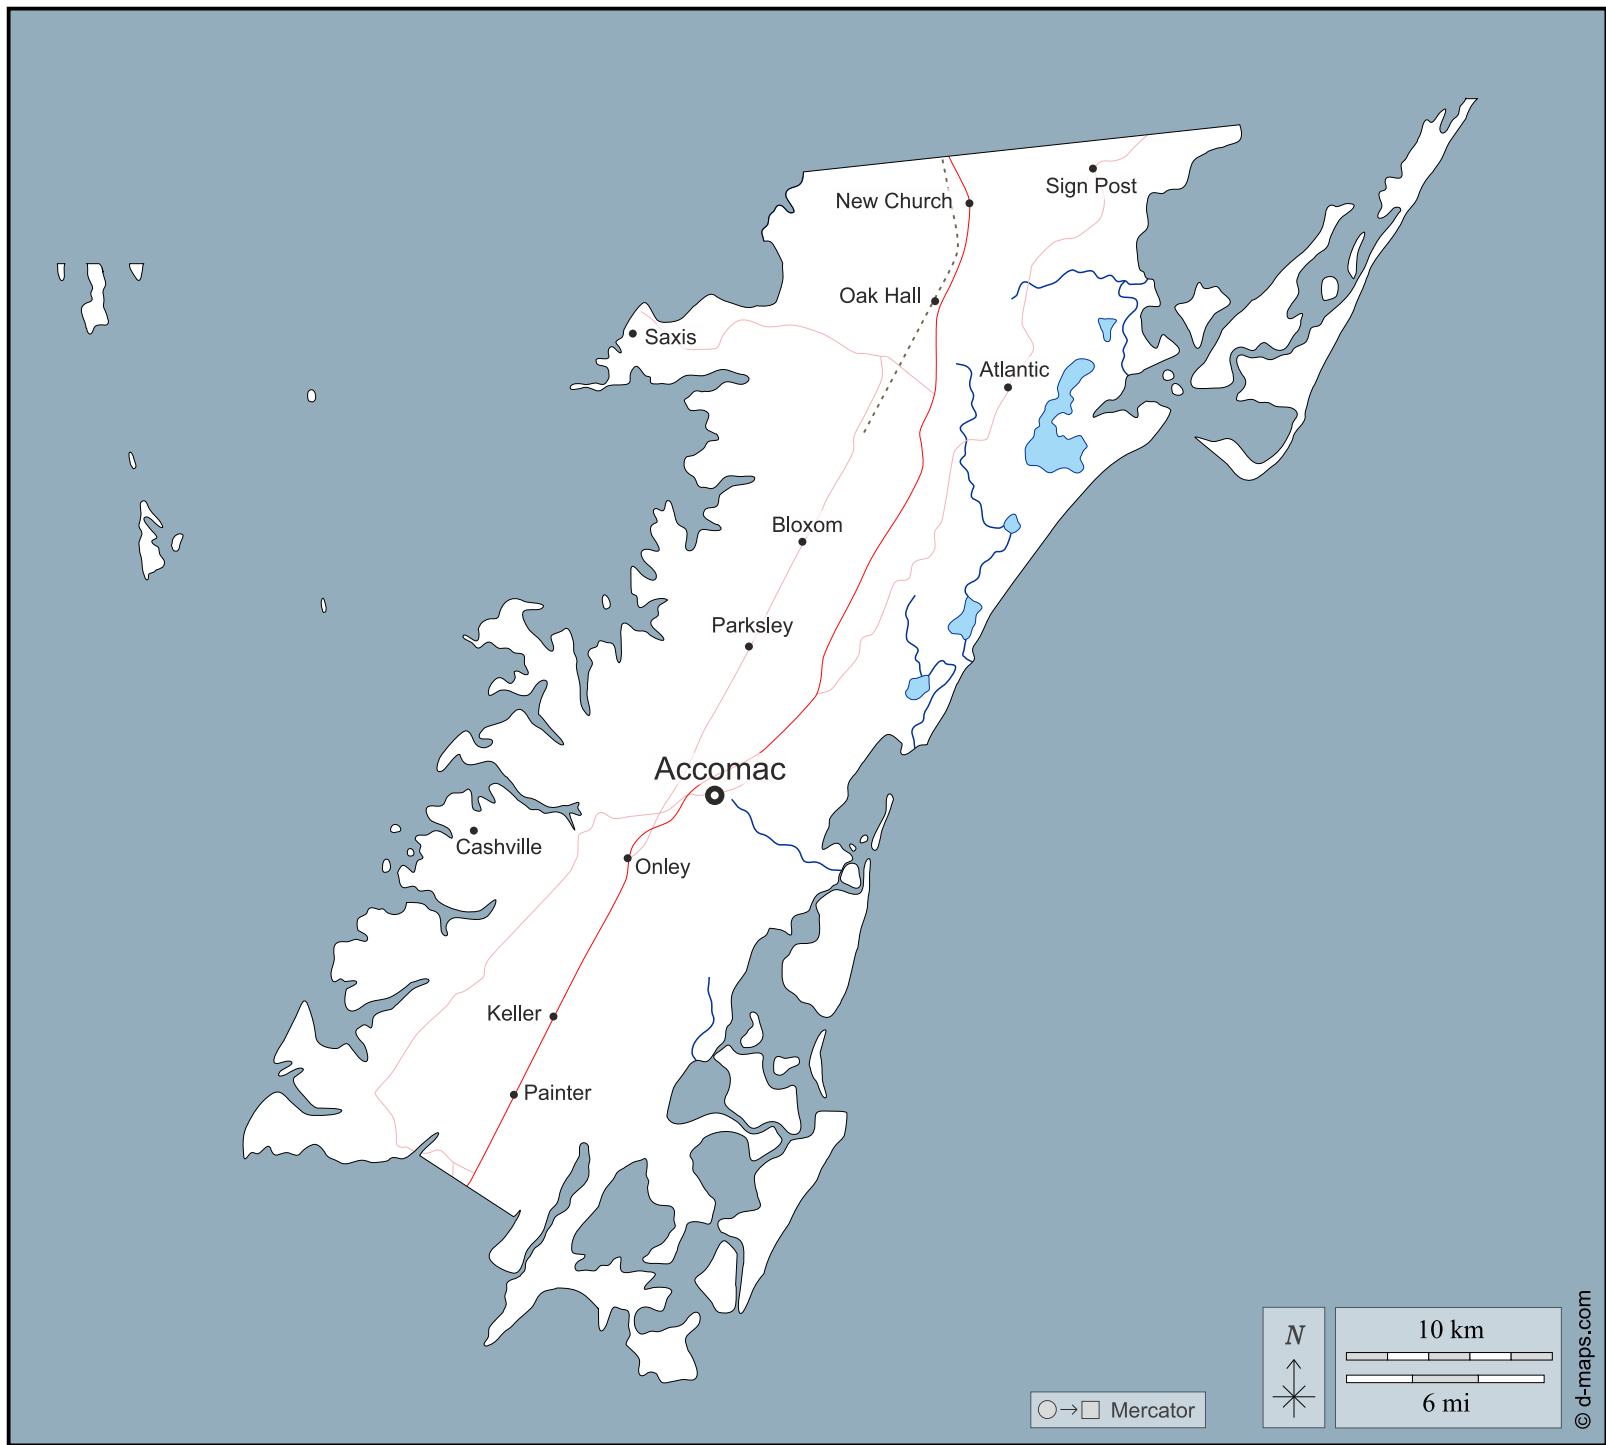 Sign Post
New Church
Oak Hall
Saxis
Atlantic
Bloxom
Parksley
Accomac
Cashville
Onley
Keller
Painter
N
10 km
6 mi
Mercator
© d-maps.com